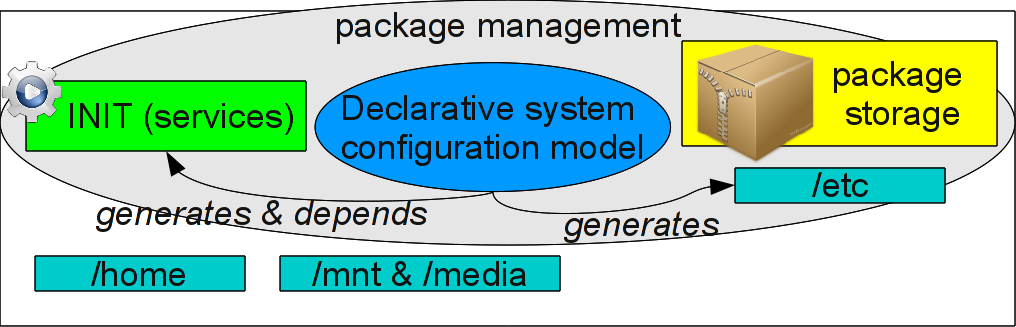 package management
INIT (services)
Declarative system
configuration model
package
storage
/etc
generates & depends
generates
/home
/mnt & /media